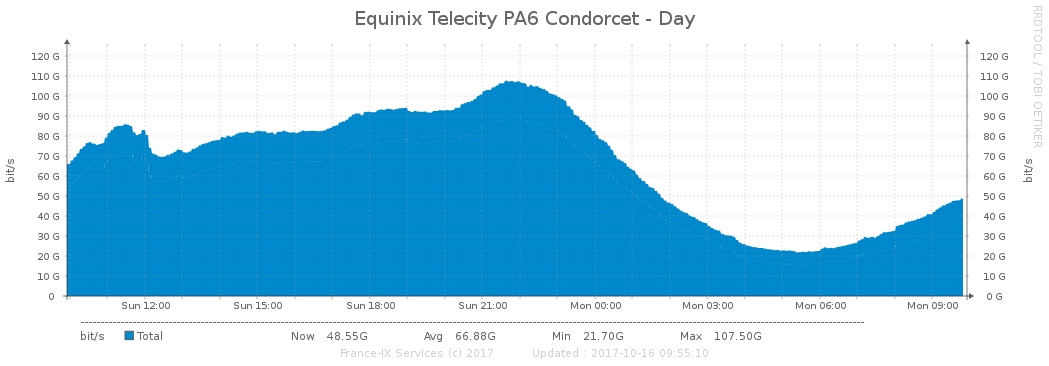 Equinix Telecity PA6 Condorcet - Day
RRDTOOL / TOBI OETIKER
120 G 120 G
110 G 110 G
100 G 100 G
90 G 90 G
80 G 80 G
70 G 70 G
60 G 60 G
50 G 50 G
40 G 40 G
30 G 30 G
20 G 20 G
10 G 10 G
0 0 G
bit/s
bit/s
Sun 12:00 Sun 15:00 Sun 18:00 Sun 21:00 Mon 00:00 Mon 03:00 Mon 06:00 Mon 09:00
bit/s Total Now 48.55G Avg 66.88G Min 21.70G Max 107.50G
France-IX Services (c) 2017 Updated : 2017-10-16 09:55:10